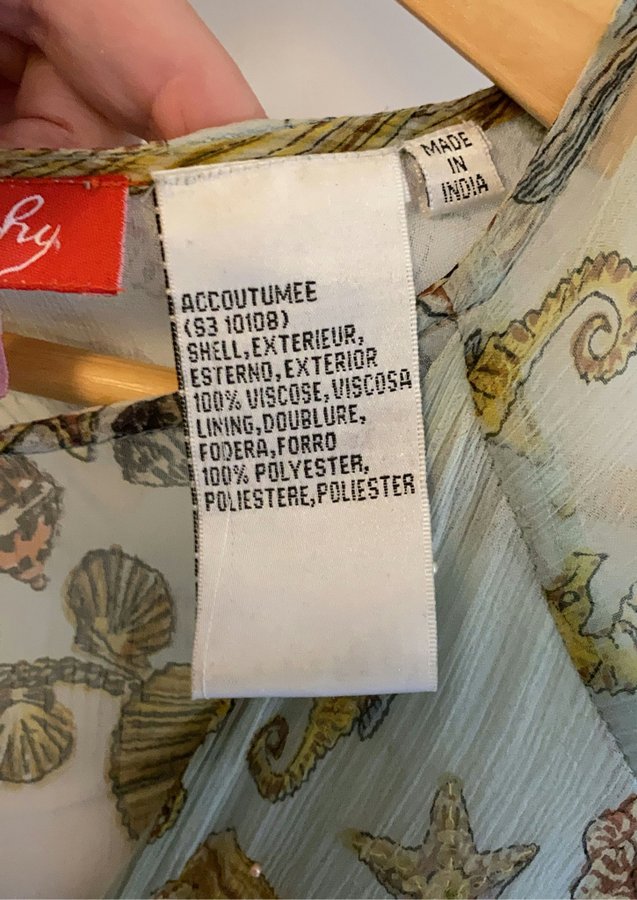 hy
MADE
IN
INDIA
ACCOUTUMEE
(S3 10108)
SHELL,EXTERIEUR,
ESTERNO,EXTERIOR
100% VISCOSE,VISCOSA
LINING,DOUBLURE,
FODERA,FORRO
100% POLYESTER,
POLIESTERE,POLIESTER